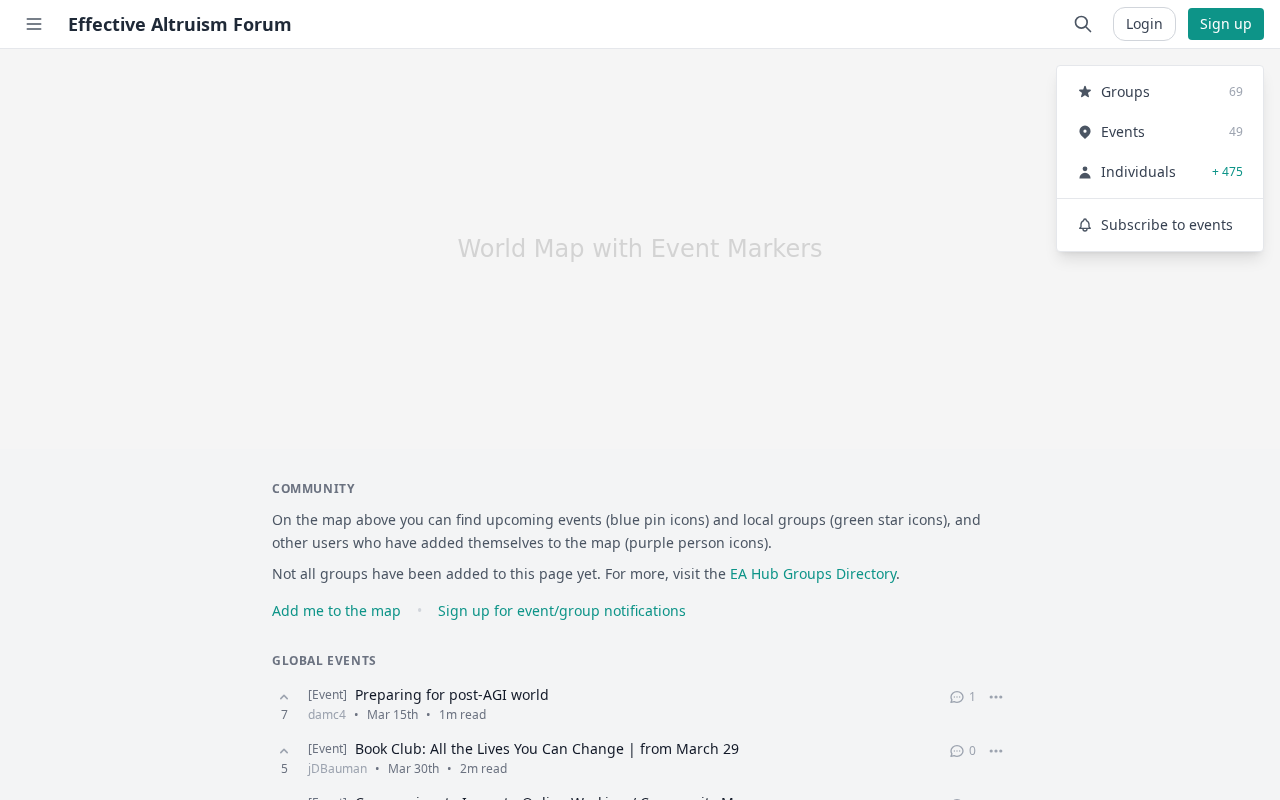 Effective Altruism Forum
Login
Sign up
Groups 69
Events 49
Individuals + 475
Subscribe to events
World Map with Event Markers
COMMUNITY
On the map above you can find upcoming events (blue pin icons) and local groups (green star icons), and
other users who have added themselves to the map (purple person icons).
Not all groups have been added to this page yet. For more, visit the EA Hub Groups Directory.
Add me to the map • Sign up for event/group notifications
GLOBAL EVENTS
[Event] Preparing for post-AGI world 1
7 damc4 • Mar 15th • 1m read
[Event] Book Club: All the Lives You Can Change | from March 29 0
5 jDBauman • Mar 30th • 2m read